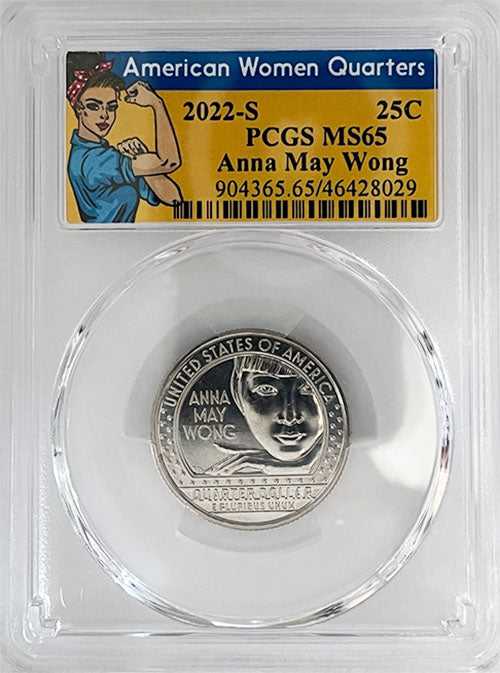 American Women Quarters
2022-S 25C
PCGS MS65
Anna May Wong
904365.65/46428029
UNITED STATES OF AMERICA
ANNA
MAY
WONG
QUARTER DOLLAR
E PLURIBUS UNUM